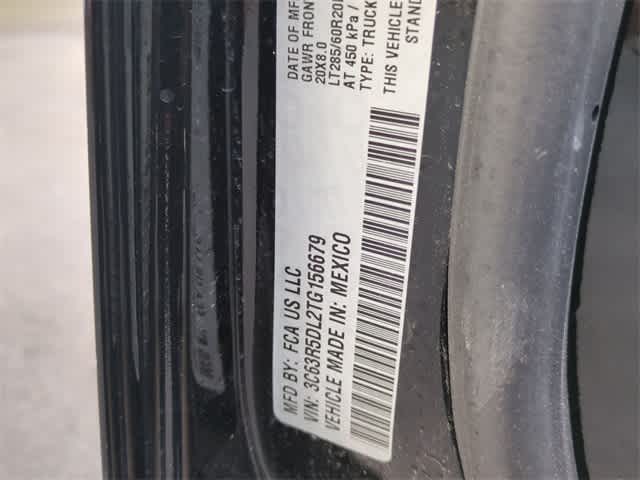 MFD BY: FCA US LLC
DATE OF MF
GAWR FRONT
20X8.0
LT285/60R20
AT 450 kPa /
TYPE: TRUCK
VIN: 3C63R5DL2TG156679
VEHICLE MADE IN: MEXICO
THIS VEHICLE
STAND